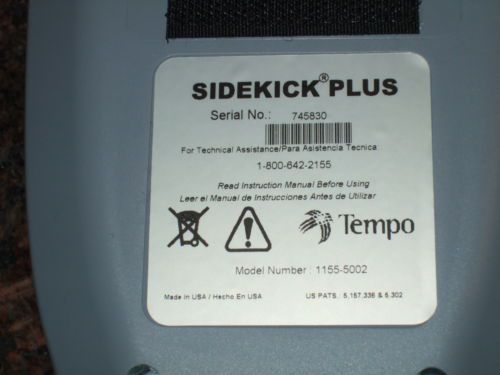 SIDEKICK® PLUS
Serial No.: 745830
For Technical Assistance/Para Asistencia Tecnica:
1-800-642-2155
Read Instruction Manual Before Using
Leer el Manual de Instrucciones Antes de Utilizar
Tempo
Model Number : 1155-5002
Made in USA / Hecho En USA
US PATS.: 5,157,336 & 5,302